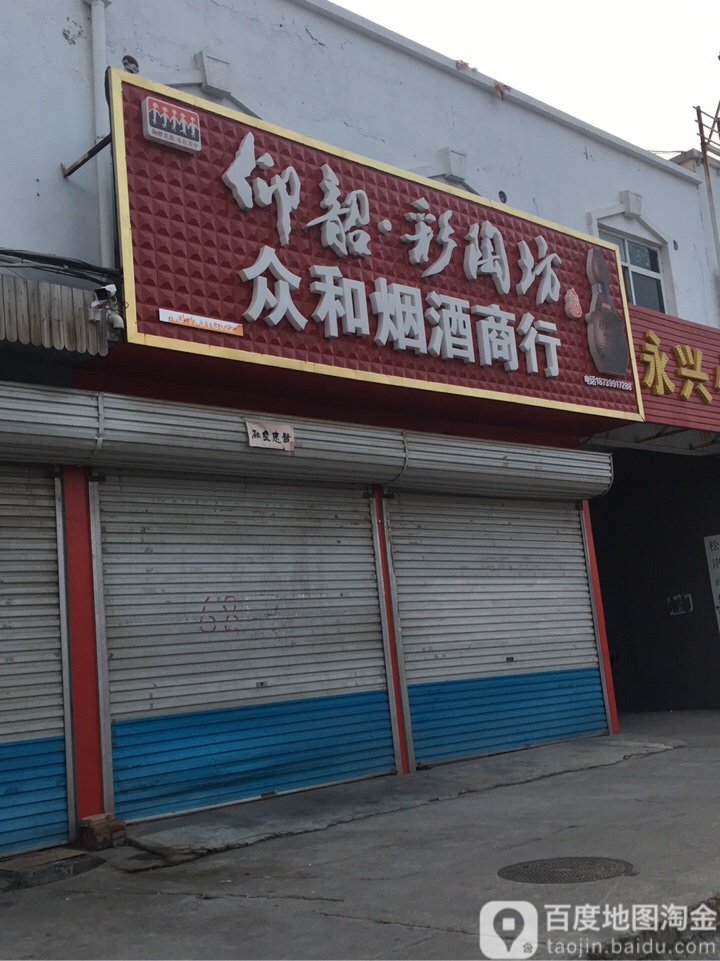 仰韶·彩陶坊
众和烟酒商行
电话18739917288
永兴
68
百度地图淘金
taojin.baidu.com